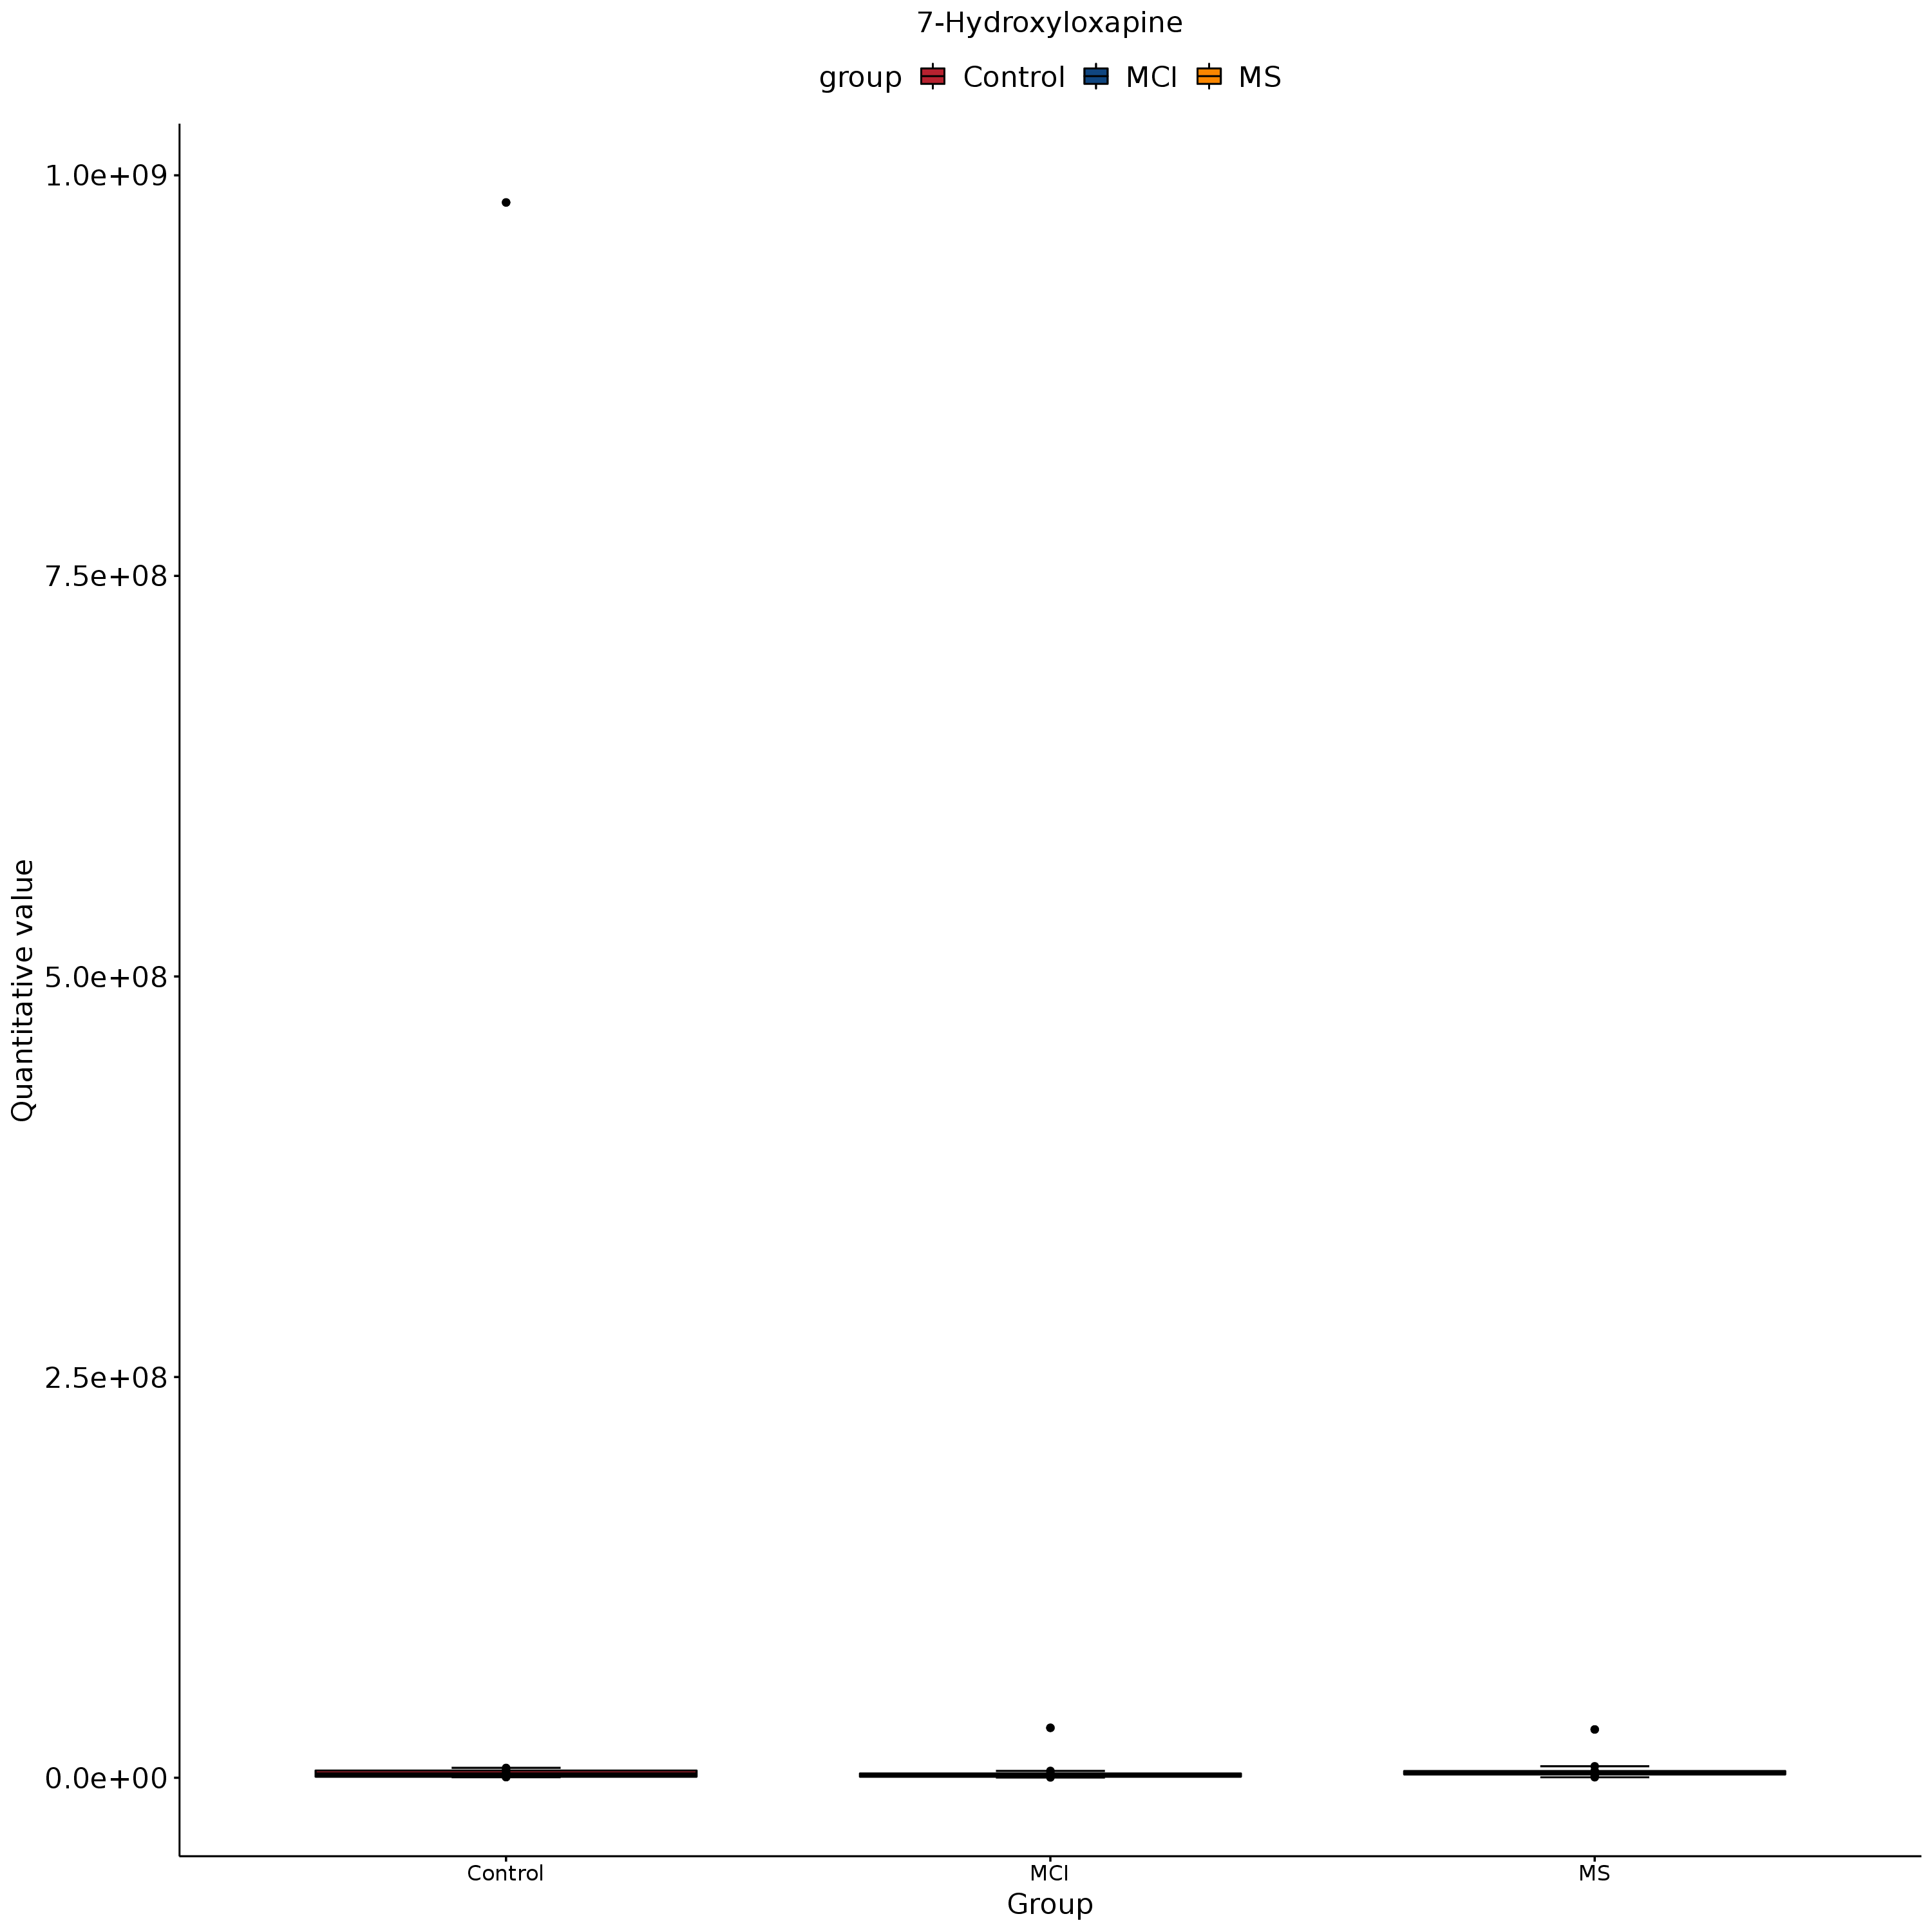 7-Hydroxyloxapine
group Control MCI MS
1.0e+09
7.5e+08
5.0e+08
2.5e+08
0.0e+00
Quantitative value
Control MCI MS
Group